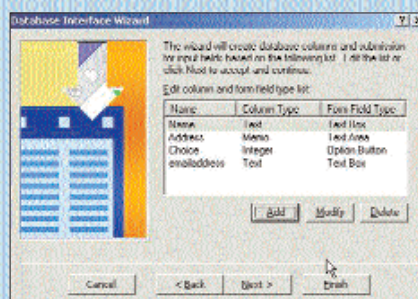 Database Interface Wizard
The wizard will create database columns and submission
for input fields based on the following list. Edit the list or
click Next to accept and continue.
Edit column and form field type list:
Name Column Type Form Field Type
Name Text Text Box
Address Memo Text Area
Choice Integer Option Button
emailaddress Text Text Box
Add Modify Delete
Cancel < Back Next > Finish